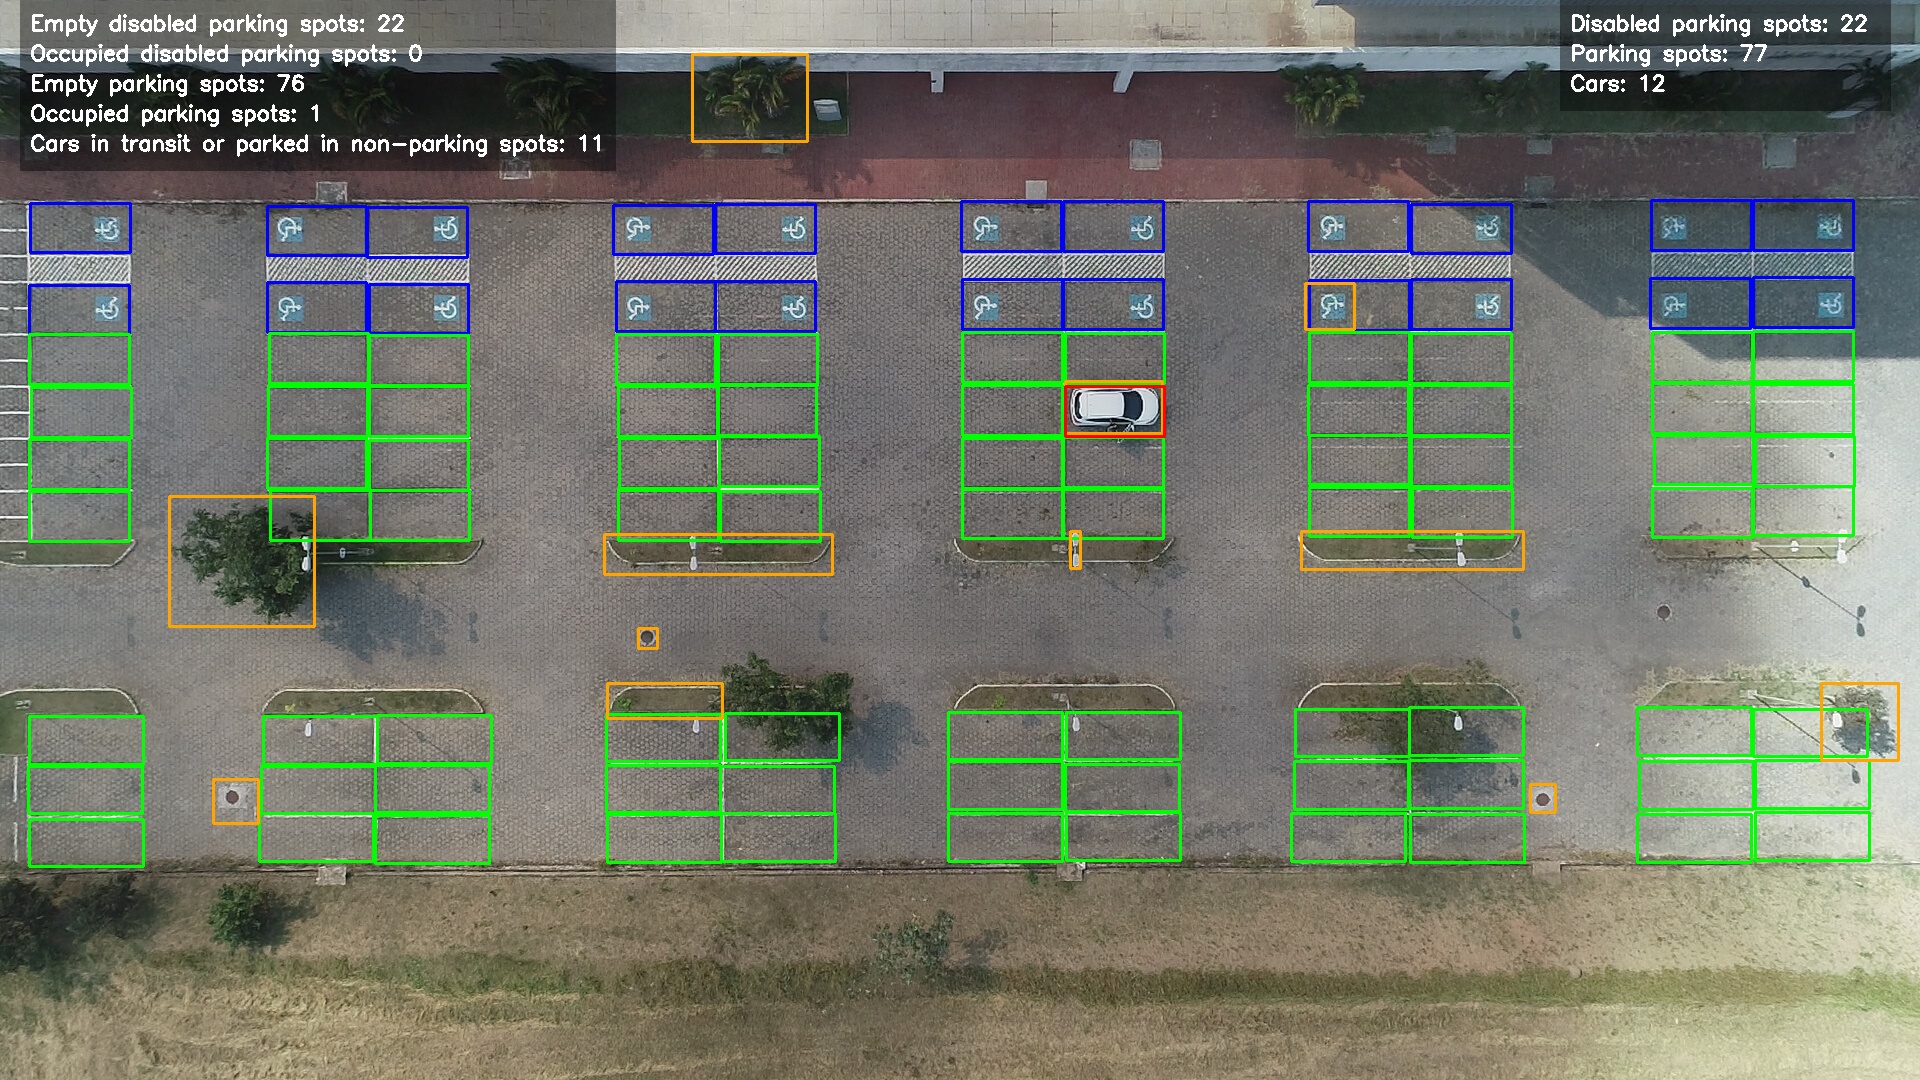 Empty disabled parking spots: 22
Occupied disabled parking spots: 0
Empty parking spots: 76
Occupied parking spots: 1
Cars in transit or parked in non-parking spots: 11
Disabled parking spots: 22
Parking spots: 77
Cars: 12